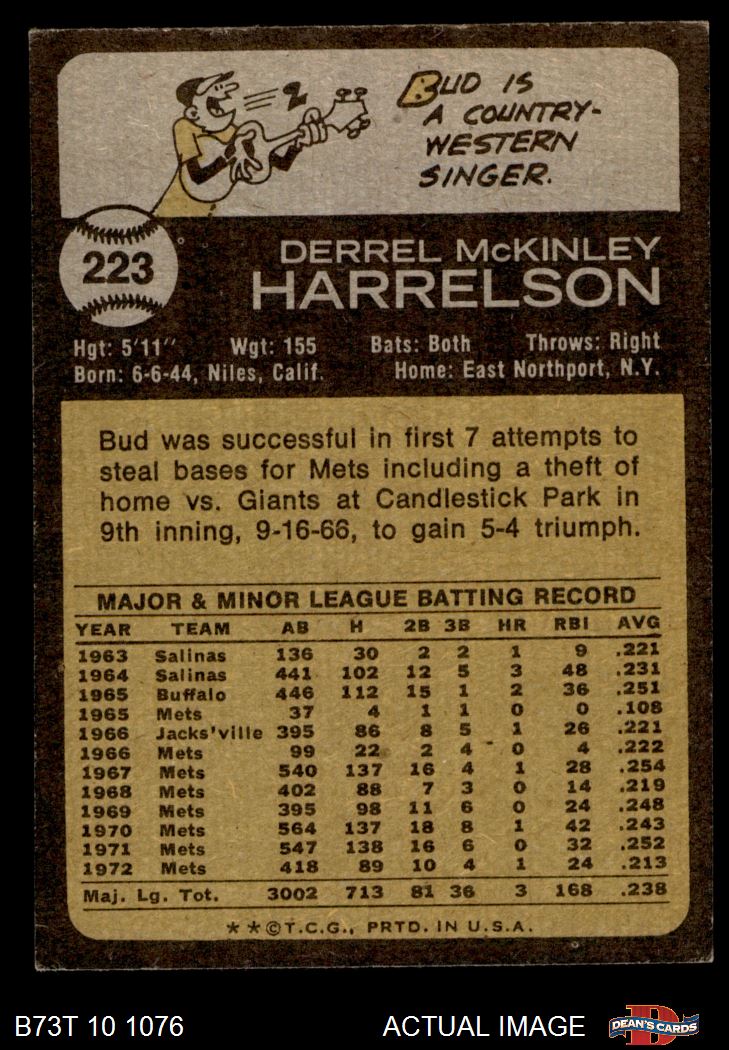 BUD IS
A COUNTRY-
WESTERN
SINGER.
223
DERREL McKINLEY
HARRELSON
Hgt: 5'11" Wgt: 155 Bats: Both Throws: Right
Born: 6-6-44, Niles, Calif. Home: East Northport, N.Y.
Bud was successful in first 7 attempts to
steal bases for Mets including a theft of
home vs. Giants at Candlestick Park in
9th inning, 9-16-66, to gain 5-4 triumph.
MAJOR & MINOR LEAGUE BATTING RECORD
YEAR TEAM AB H 2B 3B HR RBI AVG
1963 Salinas 136 30 2 2 1 9 .221
1964 Salinas 441 102 12 5 3 48 .231
1965 Buffalo 446 112 15 1 2 36 .251
1965 Mets 37 4 1 1 0 0 .108
1966 Jacks'ville 395 86 8 5 1 26 .221
1966 Mets 99 22 2 4 0 4 .222
1967 Mets 540 137 16 4 1 28 .254
1968 Mets 402 88 7 3 0 14 .219
1969 Mets 395 98 11 6 0 24 .248
1970 Mets 564 137 18 8 1 42 .243
1971 Mets 547 138 16 6 0 32 .252
1972 Mets 418 89 10 4 1 24 .213
Maj. Lg. Tot. 3002 713 81 36 3 168 .238
★★©T.C.G., PRTD. IN U.S.A.
B73T 10 1076 ACTUAL IMAGE DEAN'S CARDS